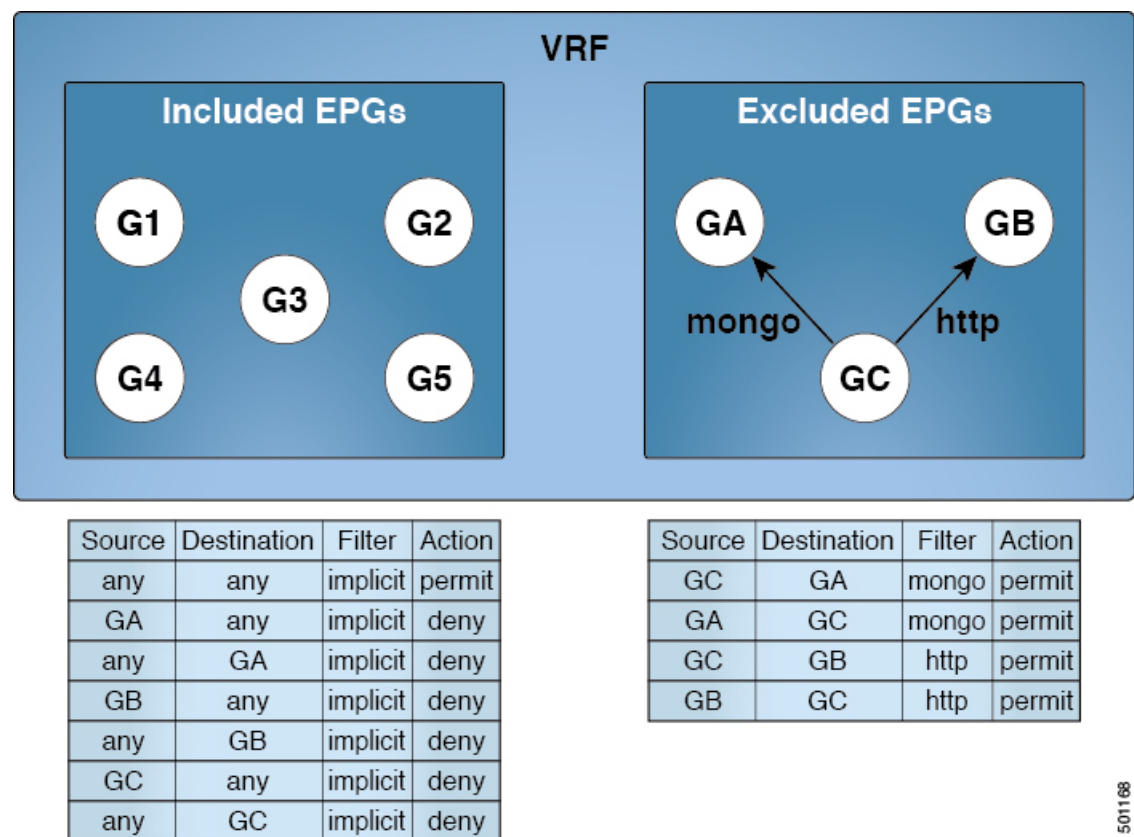 VRF
Included EPGs
G1
G2
G3
G4
G5
Excluded EPGs
GA
GB
mongo
http
GC
Source Destination Filter Action
any any implicit permit
GA any implicit deny
any GA implicit deny
GB any implicit deny
any GB implicit deny
GC any implicit deny
any GC implicit deny
Source Destination Filter Action
GC GA mongo permit
GA GC mongo permit
GC GB http permit
GB GC http permit
501168